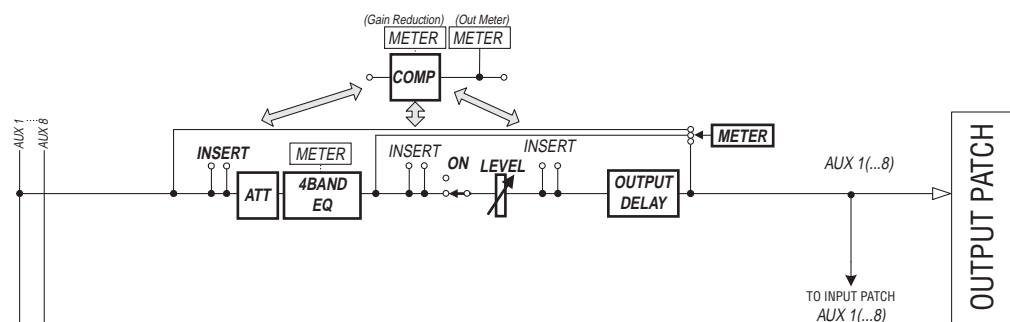 (Gain Reduction) (Out Meter)
METER METER
COMP
AUX 1
AUX 8
INSERT
METER
INSERT
ON
LEVEL
INSERT
METER
ATT
4BAND
EQ
OUTPUT
DELAY
AUX 1(...8)
OUTPUT PATCH
TO INPUT PATCH
AUX 1(...8)